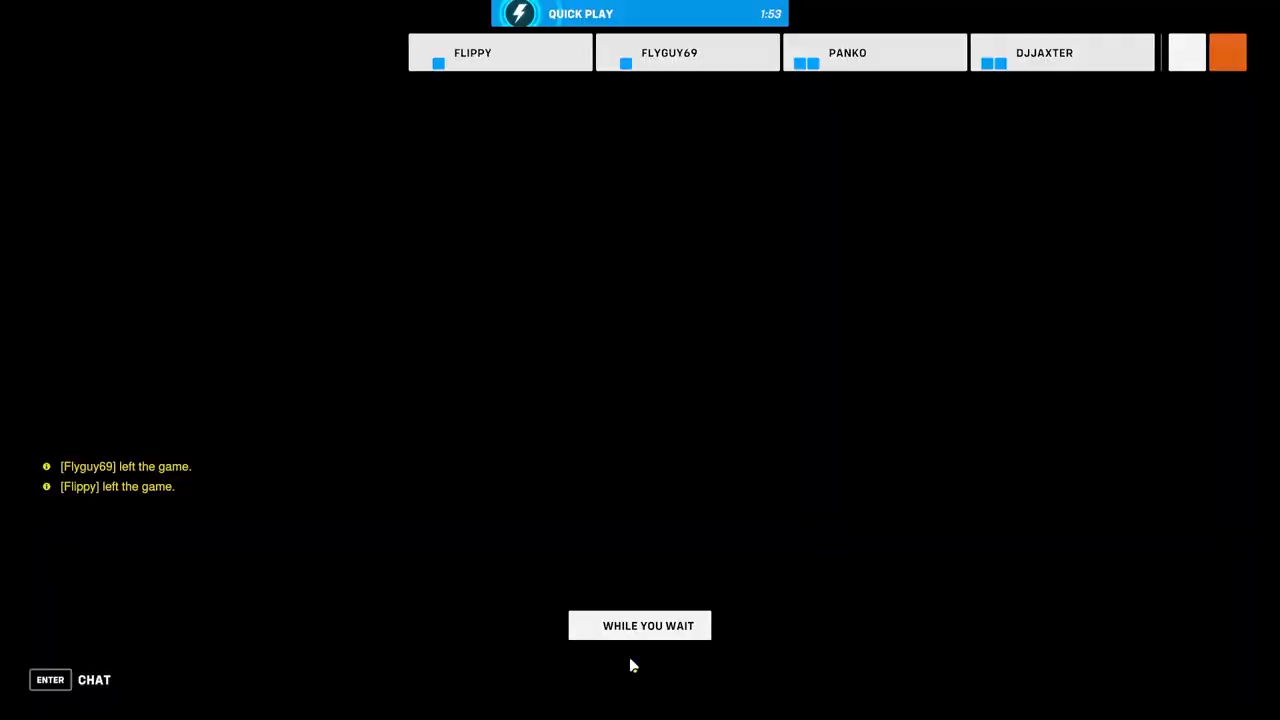 QUICK PLAY 1:53
FLIPPY FLYGUY69 PANKO DJJAXTER
[Flyguy69] left the game.
[Flippy] left the game.
WHILE YOU WAIT
ENTER CHAT